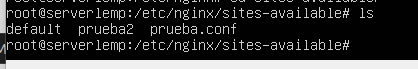 root@serverlemp:/etc/nginx/sites-available# ls
default prueba2 prueba.conf
root@serverlemp:/etc/nginx/sites-available#